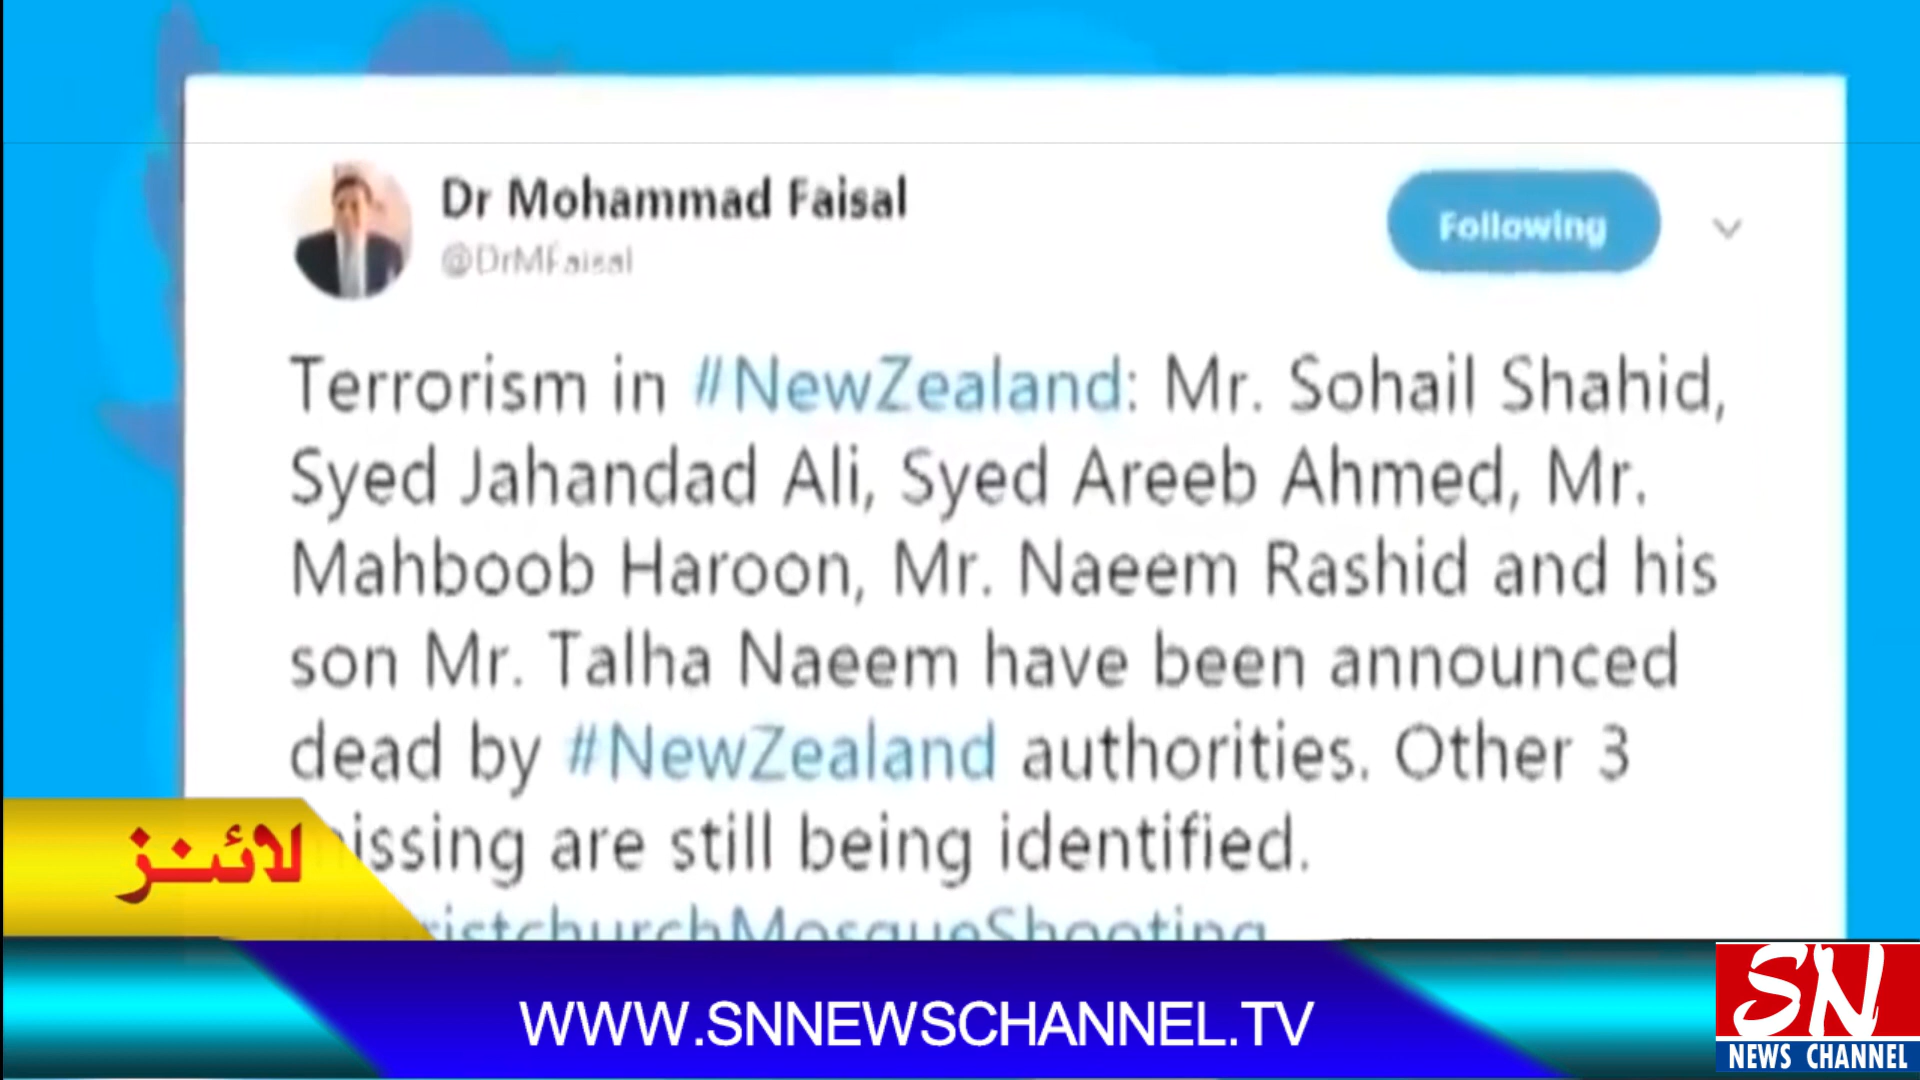 Dr Mohammad Faisal
@DrMFaisal
Following
Terrorism in #NewZealand: Mr. Sohail Shahid,
Syed Jahandad Ali, Syed Areeb Ahmed, Mr.
Mahboob Haroon, Mr. Naeem Rashid and his
son Mr. Talha Naeem have been announced
dead by #NewZealand authorities. Other 3
missing are still being identified.
#ChristchurchMosqueShooting
لائنز
WWW.SNNEWSCHANNEL.TV
SN
NEWS CHANNEL